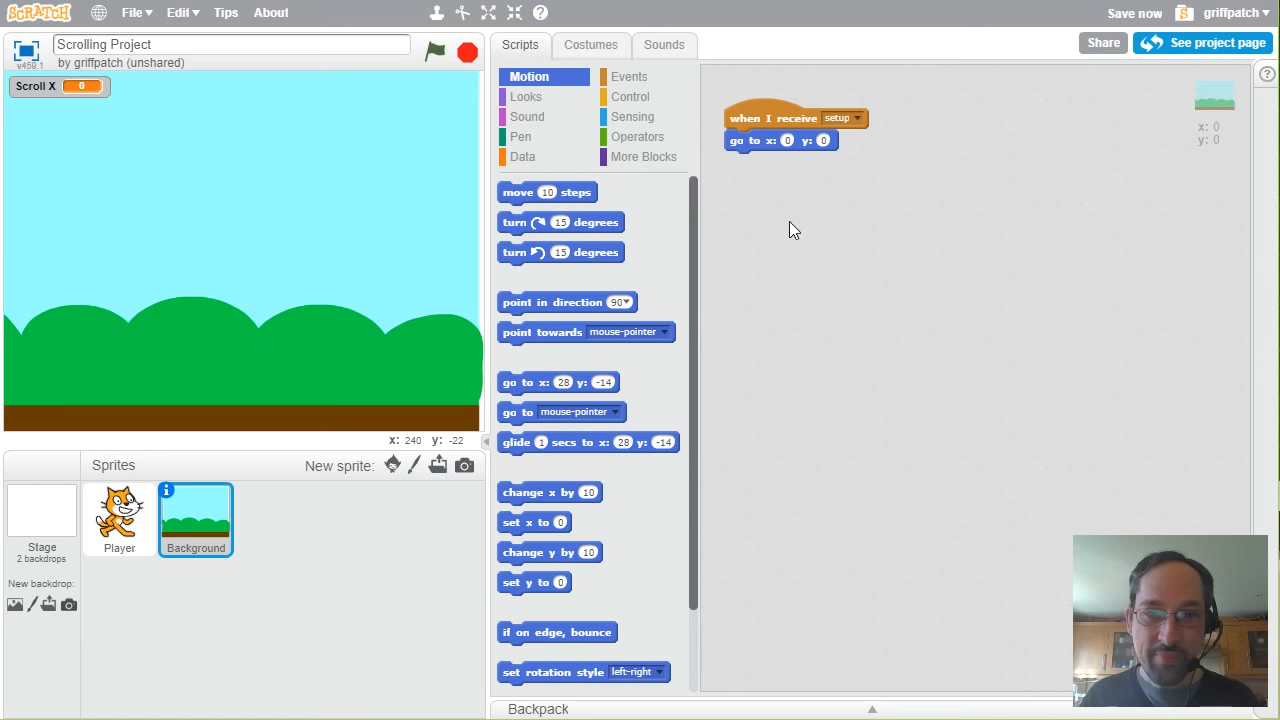 SCRATCH File Edit Tips About Save now griffpatch
Scrolling Project
by griffpatch (unshared)
v459.1
Scroll X 0
x: 240 y: -22
Sprites New sprite:
Stage
2 backdrops
New backdrop:
Player
Background
Scripts Costumes Sounds
Share See project page
Motion Events
Looks Control
Sound Sensing
Pen Operators
Data More Blocks
move 10 steps
turn 15 degrees
turn 15 degrees
point in direction 90
point towards mouse-pointer
go to x: 28 y: -14
go to mouse-pointer
glide 1 secs to x: 28 y: -14
change x by 10
set x to 0
change y by 10
set y to 0
if on edge, bounce
set rotation style left-right
when I receive setup
go to x: 0 y: 0
x: 0
y: 0
Backpack